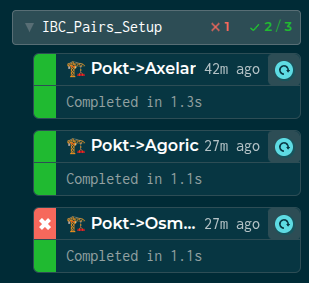 IBC_Pairs_Setup ×1 ✓2/3
Pokt->Axelar 42m ago
Completed in 1.3s
Pokt->Agoric 27m ago
Completed in 1.1s
Pokt->Osm... 27m ago
Completed in 1.1s